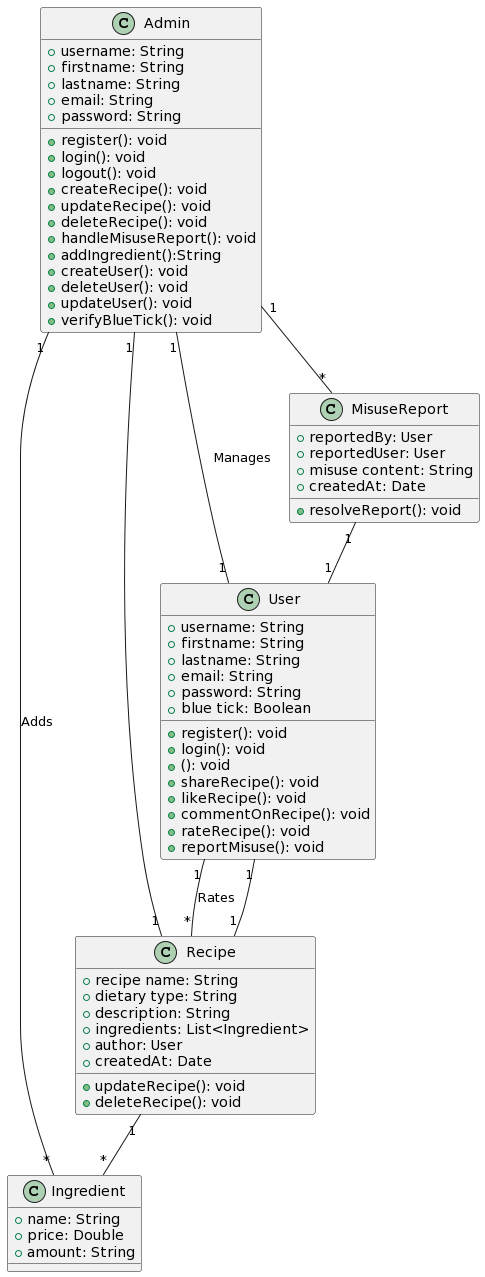 C Admin
username: String
firstname: String
lastname: String
email: String
password: String
register(): void
login(): void
logout(): void
createRecipe(): void
updateRecipe(): void
deleteRecipe(): void
handleMisuseReport(): void
addIngredient():String
createUser(): void
deleteUser(): void
updateUser(): void
verifyBlueTick(): void
1
1
1
1
*
C MisuseReport
reportedBy: User
reportedUser: User
misuse content: String
createdAt: Date
resolveReport(): void
Manages
1
1
1
C User
username: String
firstname: String
lastname: String
email: String
password: String
blue tick: Boolean
register(): void
login(): void
(): void
shareRecipe(): void
likeRecipe(): void
commentOnRecipe(): void
rateRecipe(): void
reportMisuse(): void
Adds
1
1
Rates
1
*
1
C Recipe
recipe name: String
dietary type: String
description: String
ingredients: List<Ingredient>
author: User
createdAt: Date
updateRecipe(): void
deleteRecipe(): void
1
*
*
C Ingredient
name: String
price: Double
amount: String